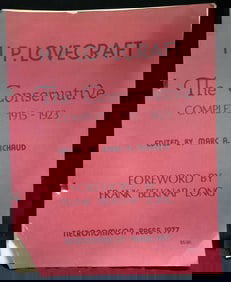 H.P. LOVECRAFT
The Conservative
COMPLETE 1915 - 1923
EDITED BY MARC A. MICHAUD
FOREWORD BY
FRANK BELKNAP LONG
NECRONOMICON PRESS 1977